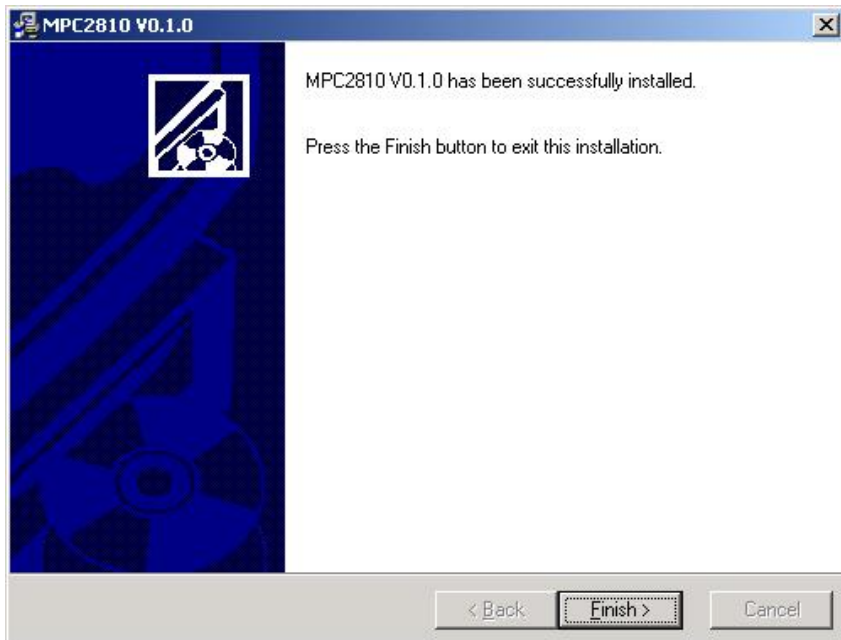 MPC2810 V0.1.0
MPC2810 V0.1.0 has been successfully installed.
Press the Finish button to exit this installation.
< Back
Finish >
Cancel